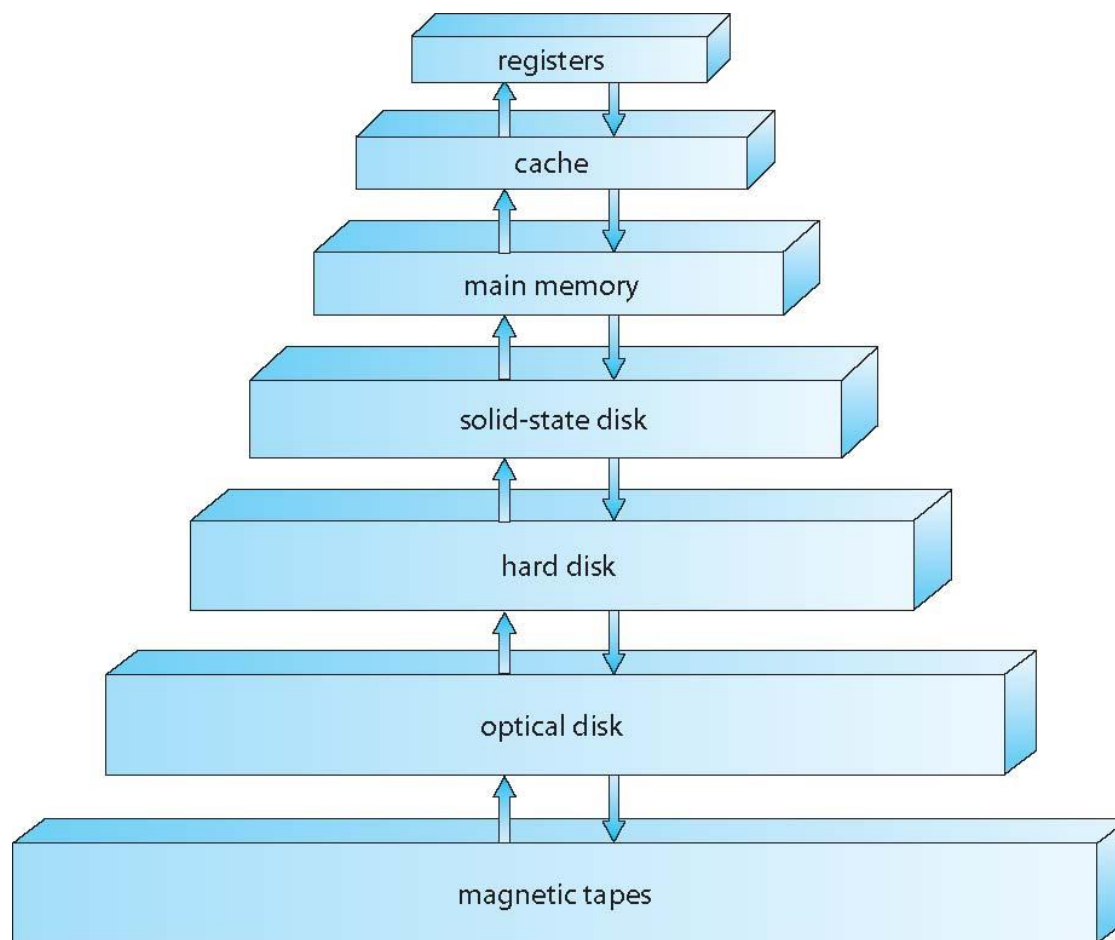 registers
cache
main memory
solid-state disk
hard disk
optical disk
magnetic tapes